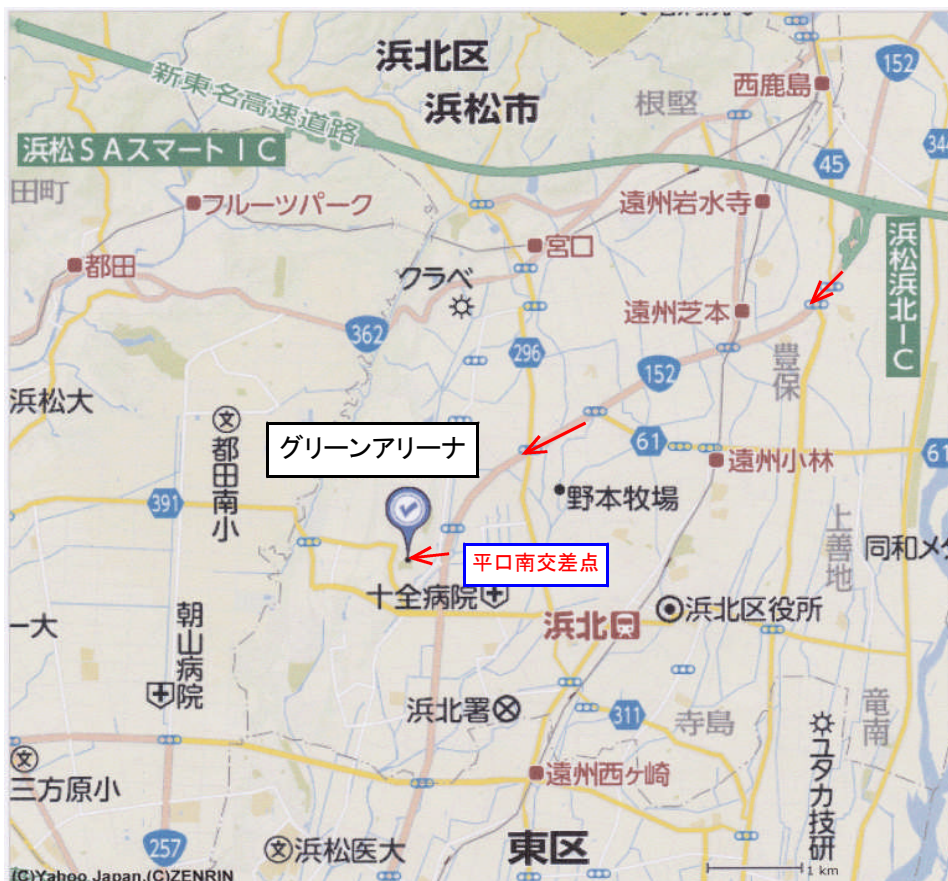 浜北区
152
西鹿島
浜松市
根堅
新東名高速道路
浜松SAスマートIC
45
344
田町
フルーツパーク
遠州岩水寺
宮口
浜松浜北IC
都田
クラベ
遠州芝本
362
296
豊保
152
浜松大
文
都田南小
グリーンアリーナ
61
61
遠州小林
391
野本牧場
上善地
同和メタ
平口南交差点
十全病院
浜北区役所
浜北
一大
朝山病院
浜北署
311
寺島
竜南
文
三方原小
遠州西ヶ崎
ユタカ技研
257
文
浜松医大
東区
1 km
(C)Yahoo Japan,(C)ZENRIN